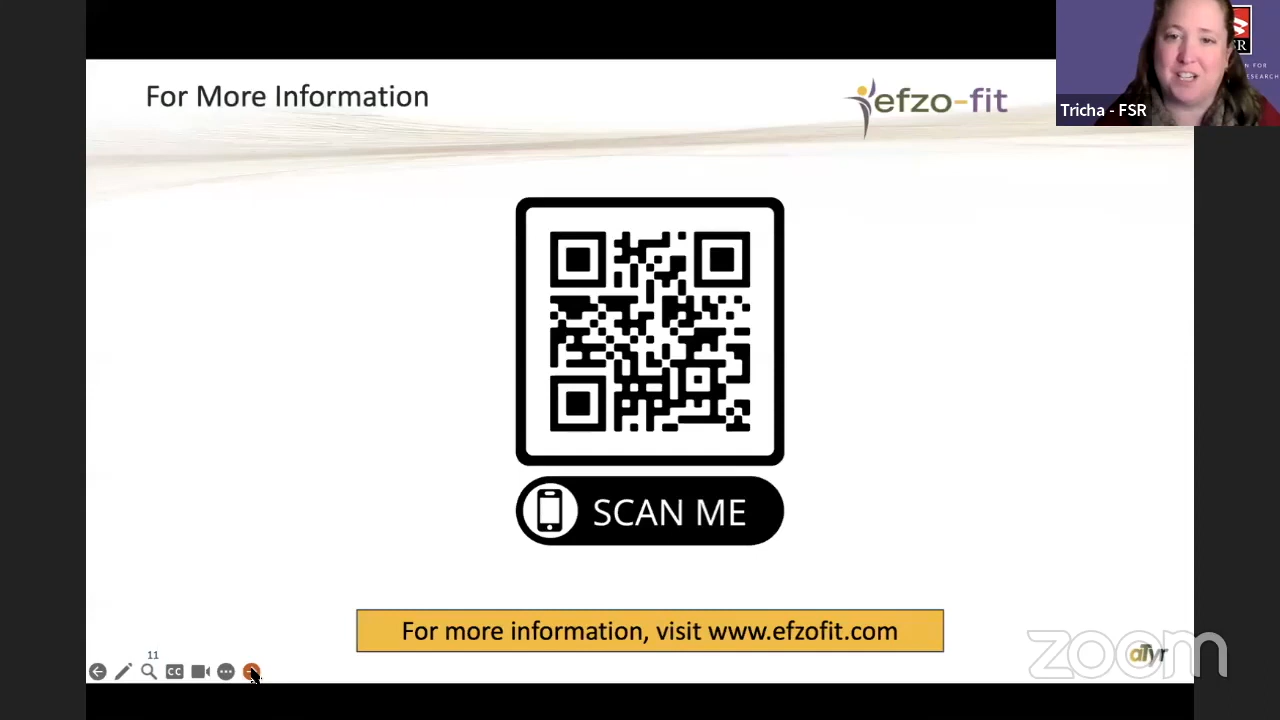 For More Information
efzo-fit
Tricha - FSR
SCAN ME
For more information, visit www.efzofit.com
11
CC
aTyr
zoom